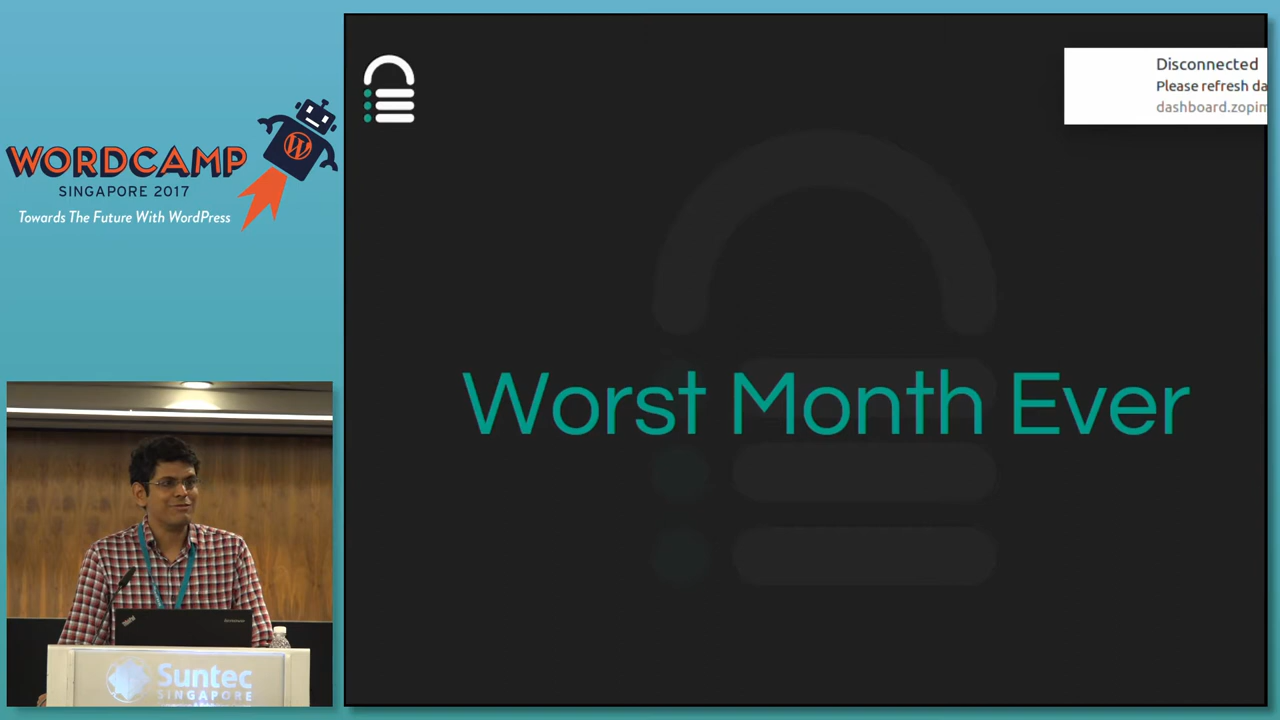 WORDCAMP
SINGAPORE 2017
Towards The Future With WordPress
Disconnected
Please refresh da
dashboard.zopim
Worst Month Ever
ThinkPad
Suntec
SINGAPORE